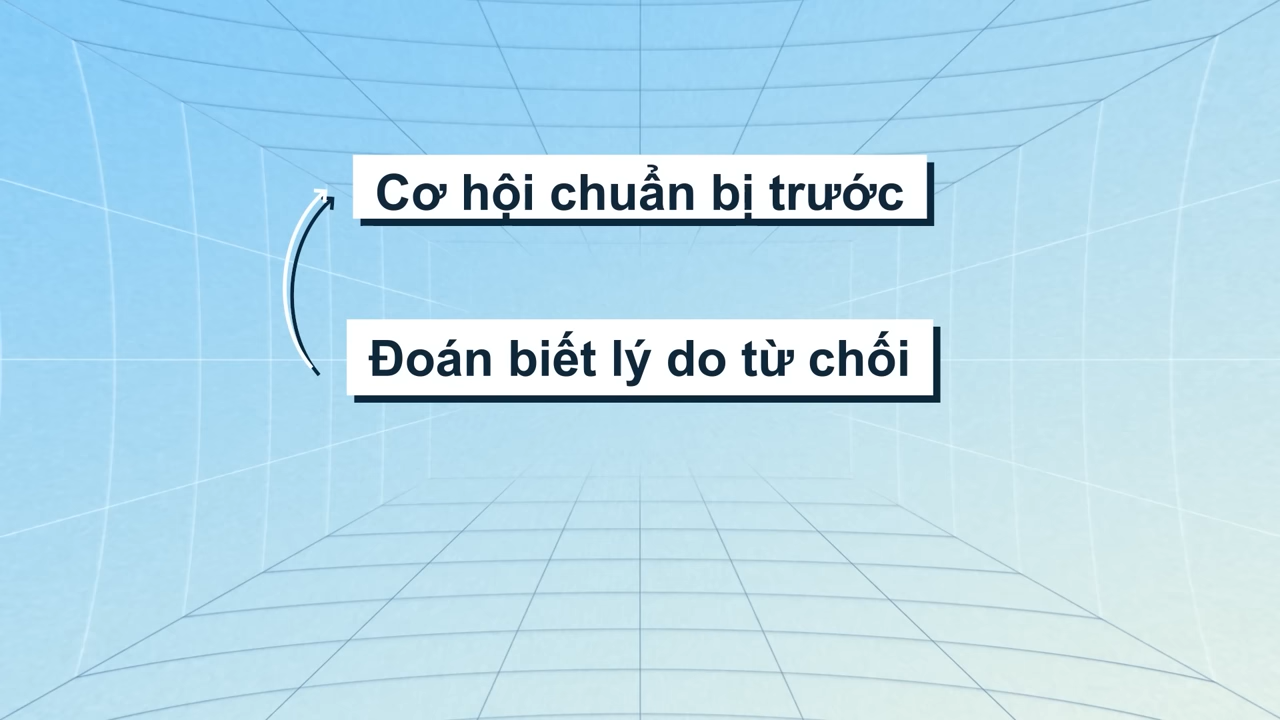 Cơ hội chuẩn bị trước
Đoán biết lý do từ chối